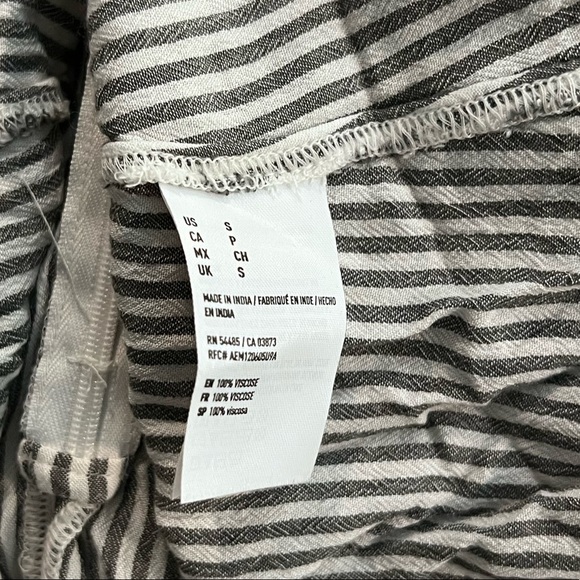 US S
CA P
MX CH
UK S
MADE IN INDIA / FABRIQUÉ EN INDE / HECHO
EN INDIA
RN 54485 / CA 03873
RFC# AEM120605U9A
EN 100% VISCOSE
FR 100% VISCOSE
SP 100% viscosa